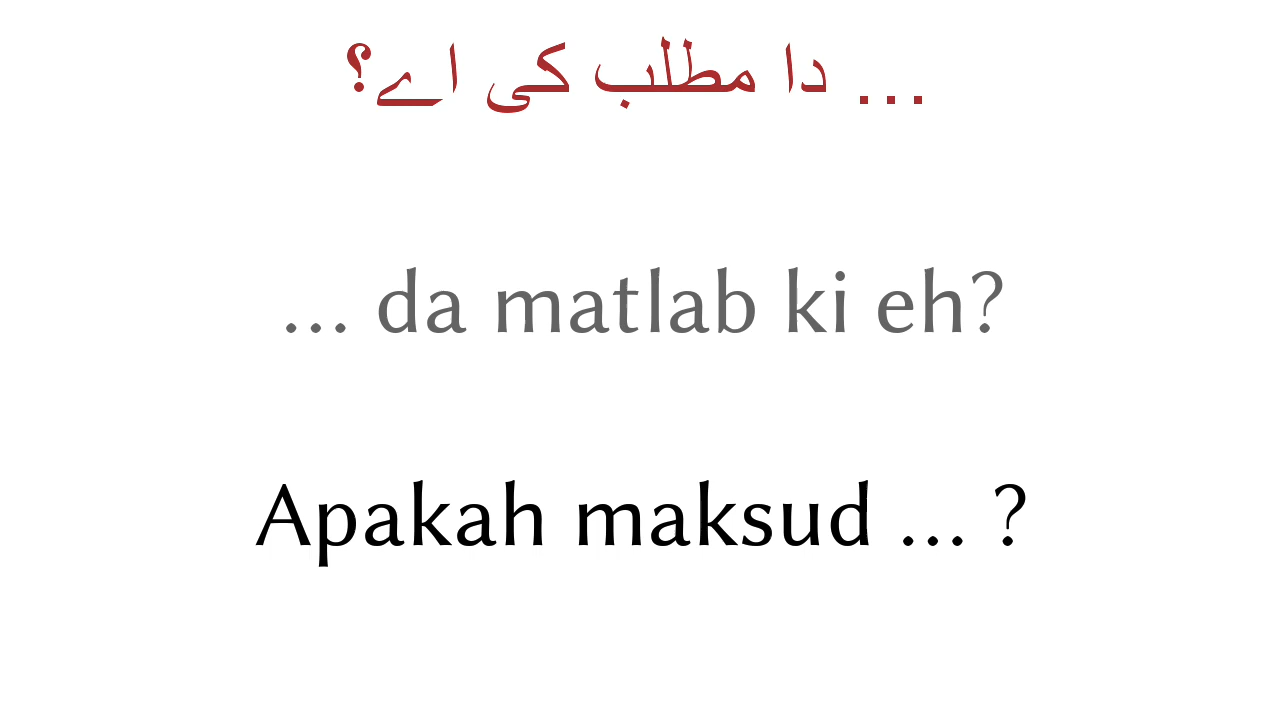 ... دا مطلب کی اے؟
... da matlab ki eh?
Apakah maksud ... ?